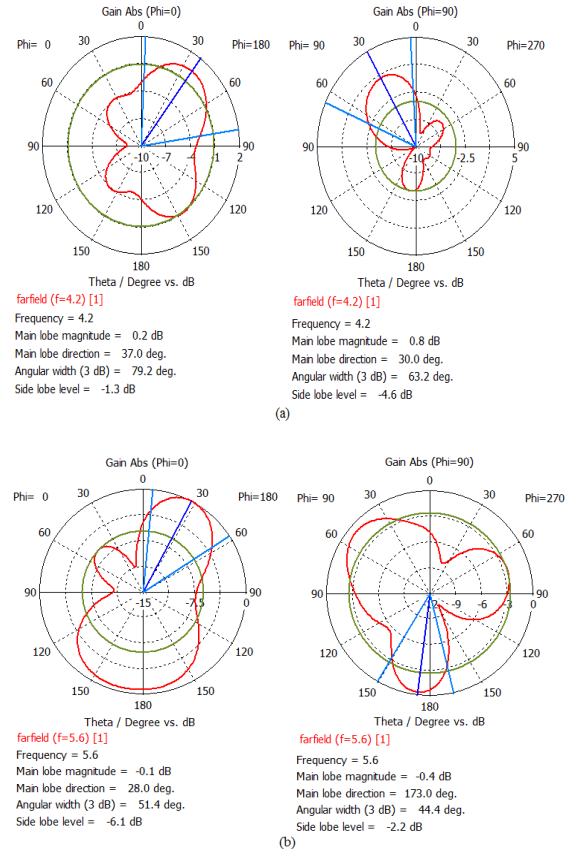 Gain Abs (Phi=0)
Phi= 0
0
Phi=180
30
30
60
60
90
-10
-7
-4
-1
2
90
120
120
150
150
180
Theta / Degree vs. dB
farfield (f=4.2) [1]
Frequency = 4.2
Main lobe magnitude = 0.2 dB
Main lobe direction = 37.0 deg.
Angular width (3 dB) = 79.2 deg.
Side lobe level = -1.3 dB
Gain Abs (Phi=90)
Phi= 90
0
Phi=270
30
30
60
60
90
-10
-2.5
5
90
120
120
150
150
180
Theta / Degree vs. dB
farfield (f=4.2) [1]
Frequency = 4.2
Main lobe magnitude = 0.8 dB
Main lobe direction = 30.0 deg.
Angular width (3 dB) = 63.2 deg.
Side lobe level = -4.6 dB
(a)
Gain Abs (Phi=0)
Phi= 0
0
Phi=180
30
30
60
60
90
-15
-7.5
0
90
120
120
150
150
180
Theta / Degree vs. dB
farfield (f=5.6) [1]
Frequency = 5.6
Main lobe magnitude = -0.1 dB
Main lobe direction = 28.0 deg.
Angular width (3 dB) = 51.4 deg.
Side lobe level = -6.1 dB
Gain Abs (Phi=90)
Phi= 90
0
Phi=270
30
30
60
60
90
-9
-6
-3
0
90
120
120
150
150
180
Theta / Degree vs. dB
farfield (f=5.6) [1]
Frequency = 5.6
Main lobe magnitude = -0.4 dB
Main lobe direction = 173.0 deg.
Angular width (3 dB) = 44.4 deg.
Side lobe level = -2.2 dB
(b)